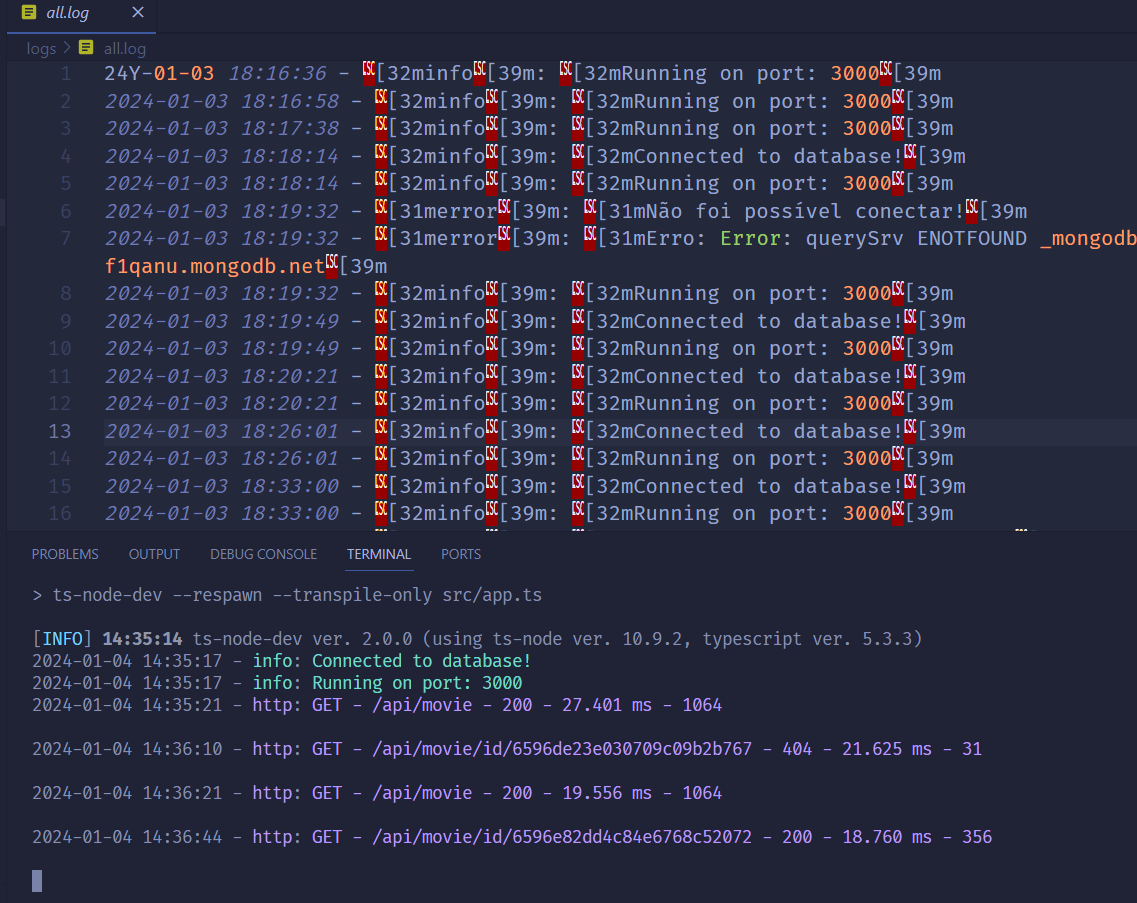 all.log
logs > all.log
1 24Y-01-03 18:16:36 - ESC[32minfoESC[39m: ESC[32mRunning on port: 3000ESC[39m
2 2024-01-03 18:16:58 - ESC[32minfoESC[39m: ESC[32mRunning on port: 3000ESC[39m
3 2024-01-03 18:17:38 - ESC[32minfoESC[39m: ESC[32mRunning on port: 3000ESC[39m
4 2024-01-03 18:18:14 - ESC[32minfoESC[39m: ESC[32mConnected to database!ESC[39m
5 2024-01-03 18:18:14 - ESC[32minfoESC[39m: ESC[32mRunning on port: 3000ESC[39m
6 2024-01-03 18:19:32 - ESC[31merrorESC[39m: ESC[31mNão foi possível conectar!ESC[39m
7 2024-01-03 18:19:32 - ESC[31merrorESC[39m: ESC[31mErro: Error: querySrv ENOTFOUND _mongodb
f1qanu.mongodb.netESC[39m
8 2024-01-03 18:19:32 - ESC[32minfoESC[39m: ESC[32mRunning on port: 3000ESC[39m
9 2024-01-03 18:19:49 - ESC[32minfoESC[39m: ESC[32mConnected to database!ESC[39m
10 2024-01-03 18:19:49 - ESC[32minfoESC[39m: ESC[32mRunning on port: 3000ESC[39m
11 2024-01-03 18:20:21 - ESC[32minfoESC[39m: ESC[32mConnected to database!ESC[39m
12 2024-01-03 18:20:21 - ESC[32minfoESC[39m: ESC[32mRunning on port: 3000ESC[39m
13 2024-01-03 18:26:01 - ESC[32minfoESC[39m: ESC[32mConnected to database!ESC[39m
14 2024-01-03 18:26:01 - ESC[32minfoESC[39m: ESC[32mRunning on port: 3000ESC[39m
15 2024-01-03 18:33:00 - ESC[32minfoESC[39m: ESC[32mConnected to database!ESC[39m
16 2024-01-03 18:33:00 - ESC[32minfoESC[39m: ESC[32mRunning on port: 3000ESC[39m
PROBLEMS OUTPUT DEBUG CONSOLE TERMINAL PORTS
> ts-node-dev --respawn --transpile-only src/app.ts
[INFO] 14:35:14 ts-node-dev ver. 2.0.0 (using ts-node ver. 10.9.2, typescript ver. 5.3.3)
2024-01-04 14:35:17 - info: Connected to database!
2024-01-04 14:35:17 - info: Running on port: 3000
2024-01-04 14:35:21 - http: GET - /api/movie - 200 - 27.401 ms - 1064
2024-01-04 14:36:10 - http: GET - /api/movie/id/6596de23e030709c09b2b767 - 404 - 21.625 ms - 31
2024-01-04 14:36:21 - http: GET - /api/movie - 200 - 19.556 ms - 1064
2024-01-04 14:36:44 - http: GET - /api/movie/id/6596e82dd4c84e6768c52072 - 200 - 18.760 ms - 356